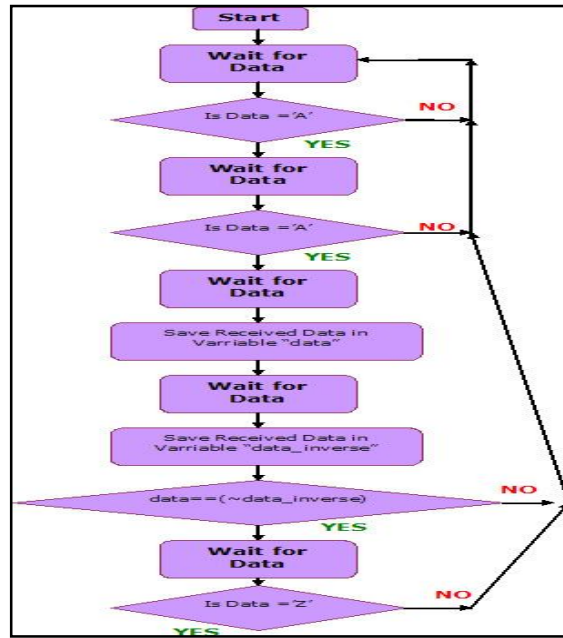 Start
Wait for
Data
Is Data ='A'
NO
YES
Wait for
Data
Is Data ='A'
NO
YES
Wait for
Data
Save Received Data in
Varriable "data"
Wait for
Data
Save Received Data in
Varriable "data_inverse"
data==(~data_inverse)
NO
YES
Wait for
Data
Is Data ='Z'
NO
YES